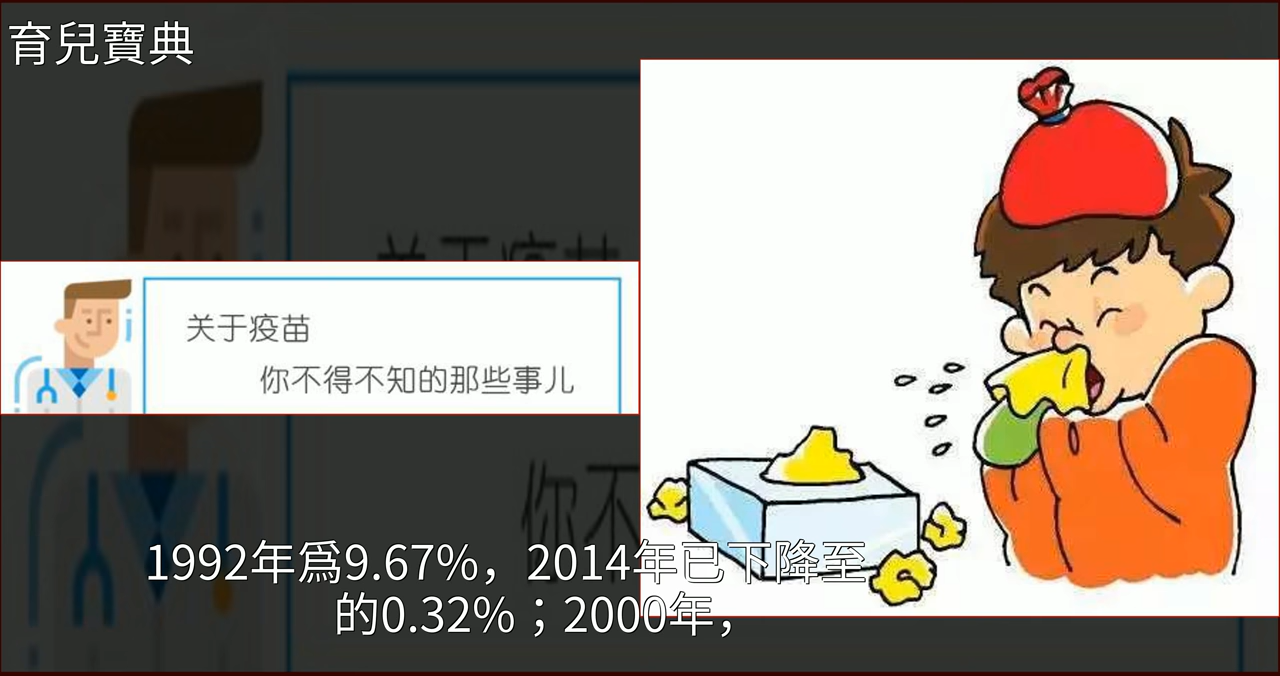 育兒寶典
关于疫苗
你不得不知的那些事儿
1992年爲9.67%，2014年已下降至
的0.32%；2000年，